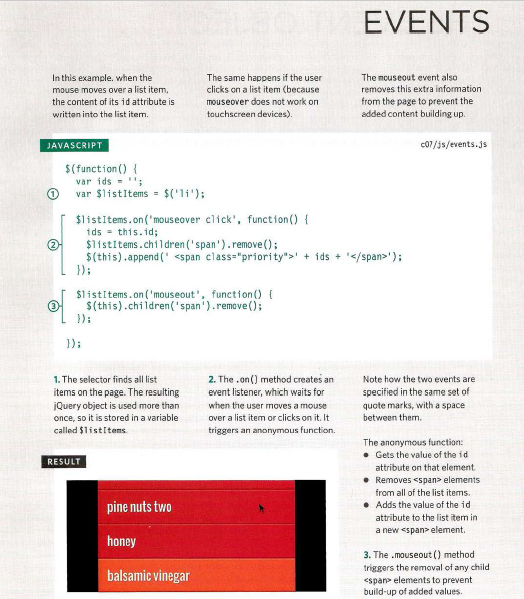 EVENTS
In this example, when the
mouse moves over a list item,
the content of its id attribute is
written into the list item.
The same happens if the user
clicks on a list item (because
mouseover does not work on
touchscreen devices).
The mouseout event also
removes this extra information
from the page to prevent the
added content building up.
JAVASCRIPT
c07/js/events.js
$(function() {
var ids = '';
1 var $listItems = $('li');
$listItems.on('mouseover click', function() {
ids = this.id;
2 $listItems.children('span').remove();
$(this).append(' <span class="priority">' + ids + '</span>');
});
$listItems.on('mouseout', function() {
3 $(this).children('span').remove();
});
});
1. The selector finds all list
items on the page. The resulting
jQuery object is used more than
once, so it is stored in a variable
called $listItems.
2. The .on() method creates an
event listener, which waits for
when the user moves a mouse
over a list item or clicks on it. It
triggers an anonymous function.
Note how the two events are
specified in the same set of
quote marks, with a space
between them.
The anonymous function:
● Gets the value of the id
attribute on that element.
● Removes <span> elements
from all of the list items.
● Adds the value of the id
attribute to the list item in
a new <span> element.
3. The .mouseout() method
triggers the removal of any child
<span> elements to prevent
build-up of added values.
RESULT
pine nuts two
honey
balsamic vinegar